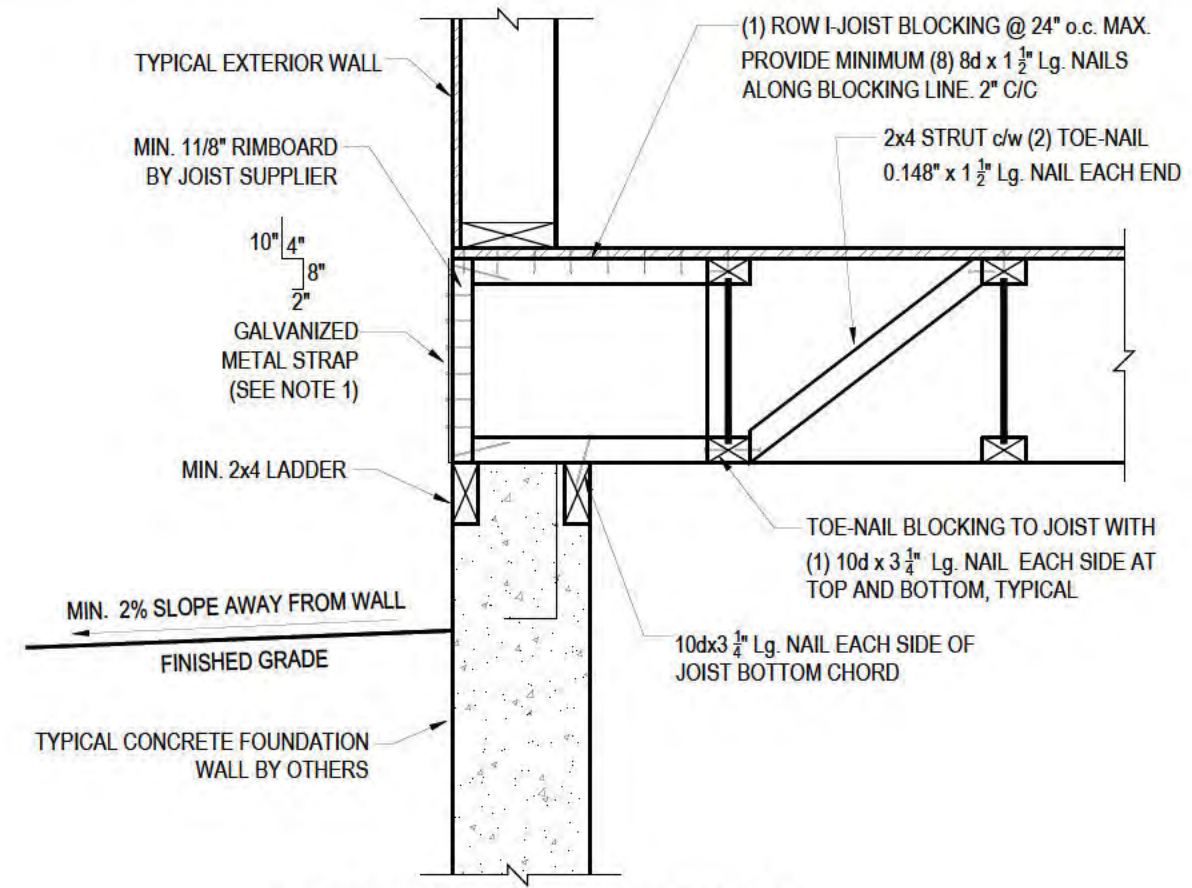 TYPICAL EXTERIOR WALL
MIN. 11/8" RIMBOARD
BY JOIST SUPPLIER
10" 4"
8"
2"
GALVANIZED
METAL STRAP
(SEE NOTE 1)
MIN. 2x4 LADDER
MIN. 2% SLOPE AWAY FROM WALL
FINISHED GRADE
TYPICAL CONCRETE FOUNDATION
WALL BY OTHERS
(1) ROW I-JOIST BLOCKING @ 24" o.c. MAX.
PROVIDE MINIMUM (8) 8d x 1 1/2" Lg. NAILS
ALONG BLOCKING LINE. 2" C/C
2x4 STRUT c/w (2) TOE-NAIL
0.148" x 1 1/2" Lg. NAIL EACH END
TOE-NAIL BLOCKING TO JOIST WITH
(1) 10d x 3 1/4" Lg. NAIL EACH SIDE AT
TOP AND BOTTOM, TYPICAL
10dx3 1/4" Lg. NAIL EACH SIDE OF
JOIST BOTTOM CHORD